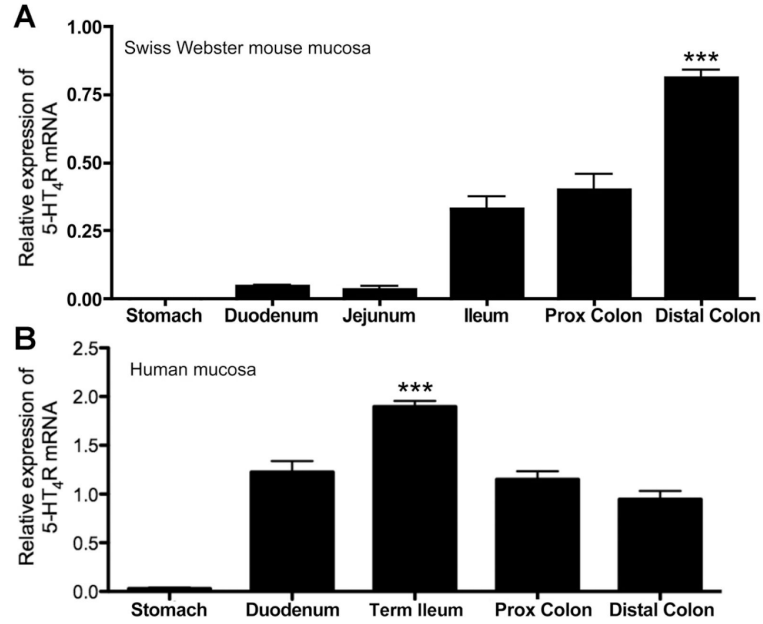 A
Swiss Webster mouse mucosa
Relative expression of
5-HT₄R mRNA
1.00
0.75
0.50
0.25
0.00
***
Stomach Duodenum Jejunum Ileum Prox Colon Distal Colon
B
Human mucosa
Relative expression of
5-HT₄R mRNA
2.5
2.0
1.5
1.0
0.5
0.0
***
Stomach Duodenum Term Ileum Prox Colon Distal Colon